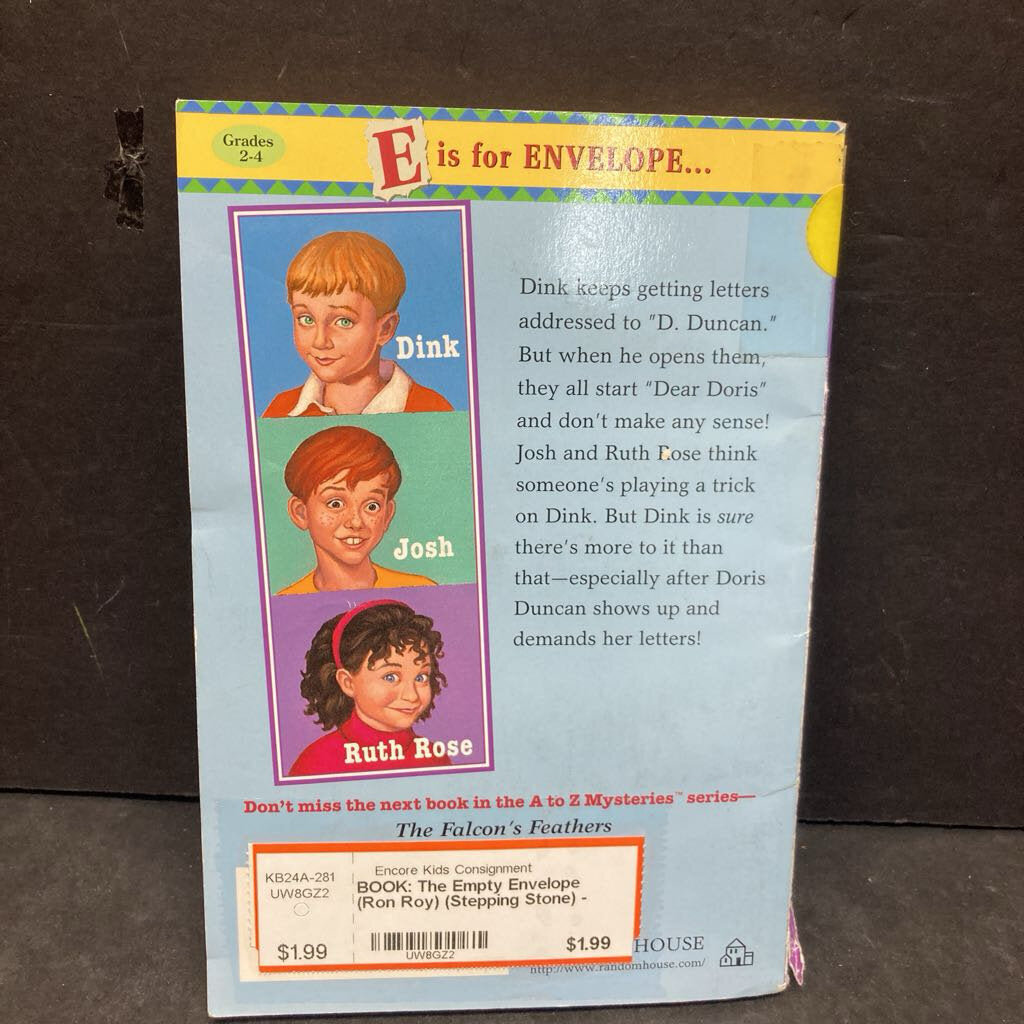 Grades
2-4
E is for ENVELOPE...
Dink
Josh
Ruth Rose
Dink keeps getting letters
addressed to "D. Duncan."
But when he opens them,
they all start "Dear Doris"
and don't make any sense!
Josh and Ruth Rose think
someone's playing a trick
on Dink. But Dink is sure
there's more to it than
that—especially after Doris
Duncan shows up and
demands her letters!
Don't miss the next book in the A to Z Mysteries™ series—
The Falcon's Feathers
KB24A-281
UW8GZ2
$1.99
Encore Kids Consignment
BOOK: The Empty Envelope
(Ron Roy) (Stepping Stone) -
UW8GZ2
$1.99
HOUSE
http://www.randomhouse.com/